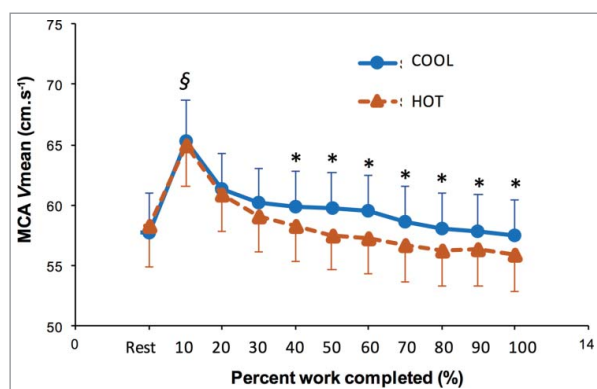 75
70
65
60
55
50
MCA Vmean (cm.s-¹)
§
* * * * * * *
COOL
HOT
0 Rest 10 20 30 40 50 60 70 80 90 100 14
Percent work completed (%)